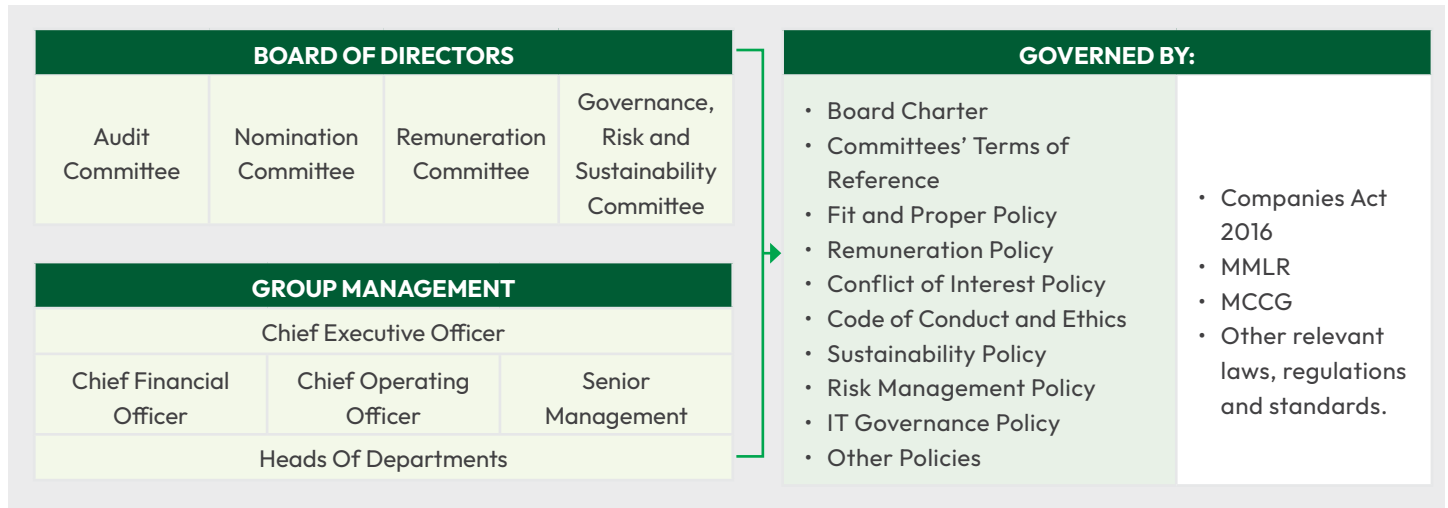 BOARD OF DIRECTORS
Audit
Committee
Nomination
Committee
Remuneration
Committee
Governance,
Risk and
Sustainability
Committee
GROUP MANAGEMENT
Chief Executive Officer
Chief Financial
Officer
Chief Operating
Officer
Senior
Management
Heads Of Departments
GOVERNED BY:
• Board Charter
• Committees’ Terms of
Reference
• Fit and Proper Policy
• Remuneration Policy
• Conflict of Interest Policy
• Code of Conduct and Ethics
• Sustainability Policy
• Risk Management Policy
• IT Governance Policy
• Other Policies
• Companies Act
2016
• MMLR
• MCCG
• Other relevant
laws, regulations
and standards.